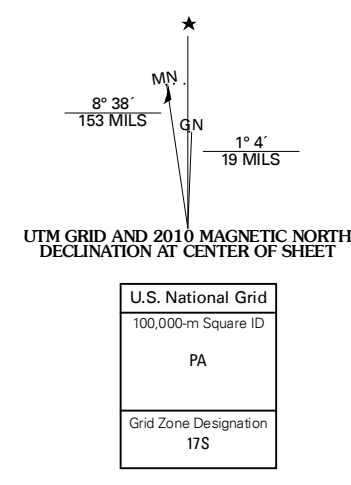 MN
8° 38´
153 MILS
GN
1° 4´
19 MILS
UTM GRID AND 2010 MAGNETIC NORTH
DECLINATION AT CENTER OF SHEET
U.S. National Grid
100,000-m Square ID
PA
Grid Zone Designation
17S